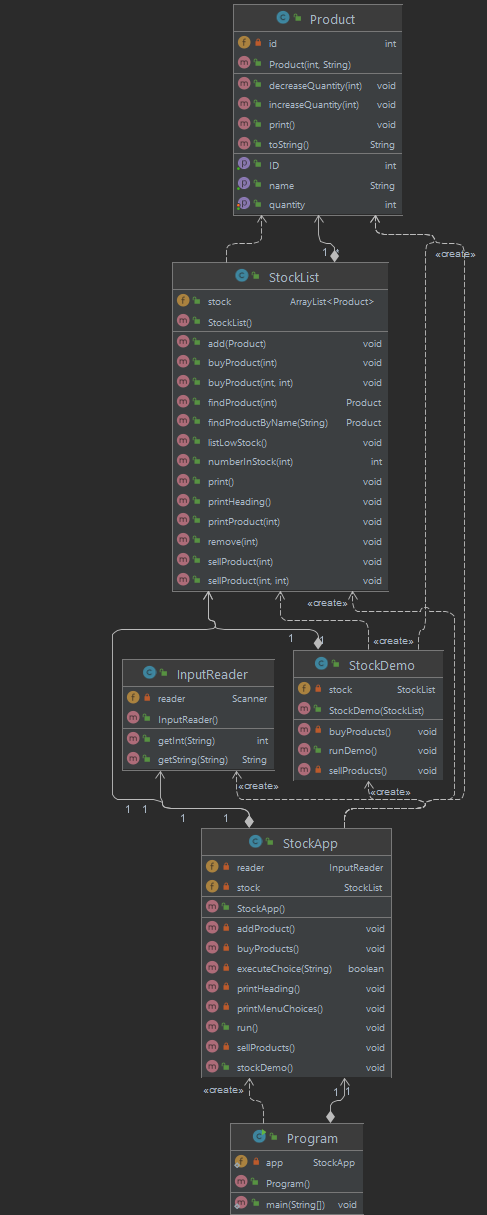 Product
id int
Product(int, String)
decreaseQuantity(int) void
increaseQuantity(int) void
print() void
toString() String
ID int
name String
quantity int
1
«create»
StockList
stock ArrayList<Product>
StockList()
add(Product) void
buyProduct(int) void
buyProduct(int, int) void
findProduct(int) Product
findProductByName(String) Product
listLowStock() void
numberInStock(int) int
print() void
printHeading() void
printProduct(int) void
remove(int) void
sellProduct(int) void
sellProduct(int, int) void
«create»
1 1
InputReader
reader Scanner
InputReader()
getInt(String) int
getString(String) String
StockDemo
stock StockList
StockDemo(StockList)
buyProducts() void
runDemo() void
sellProducts() void
«create»
«create»
1 1 1 1
StockApp
reader InputReader
stock StockList
StockApp()
addProduct() void
buyProducts() void
executeChoice(String) boolean
printHeading() void
printMenuChoices() void
run() void
sellProducts() void
stockDemo() void
«create» 1 1
Program
app StockApp
Program()
main(String[]) void